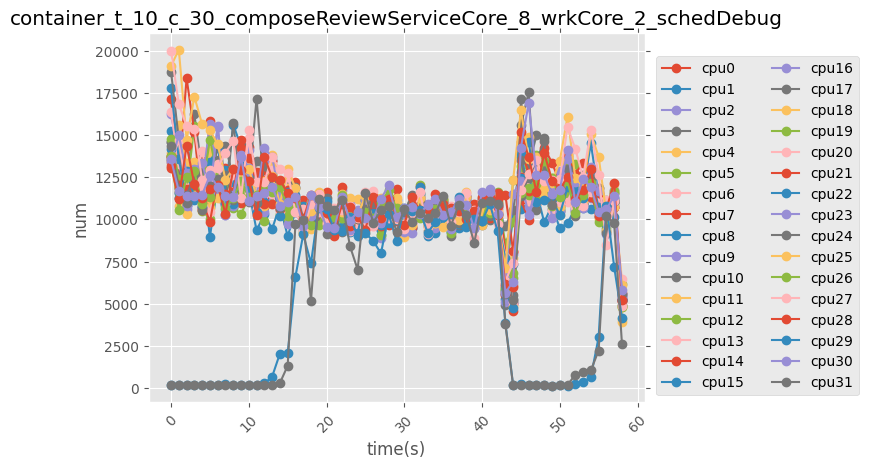 container_t_10_c_30_composeReviewServiceCore_8_wrkCore_2_schedDebug
num
20000
17500
15000
12500
10000
7500
5000
2500
0
0
10
20
30
40
50
60
time(s)
cpu0
cpu1
cpu2
cpu3
cpu4
cpu5
cpu6
cpu7
cpu8
cpu9
cpu10
cpu11
cpu12
cpu13
cpu14
cpu15
cpu16
cpu17
cpu18
cpu19
cpu20
cpu21
cpu22
cpu23
cpu24
cpu25
cpu26
cpu27
cpu28
cpu29
cpu30
cpu31